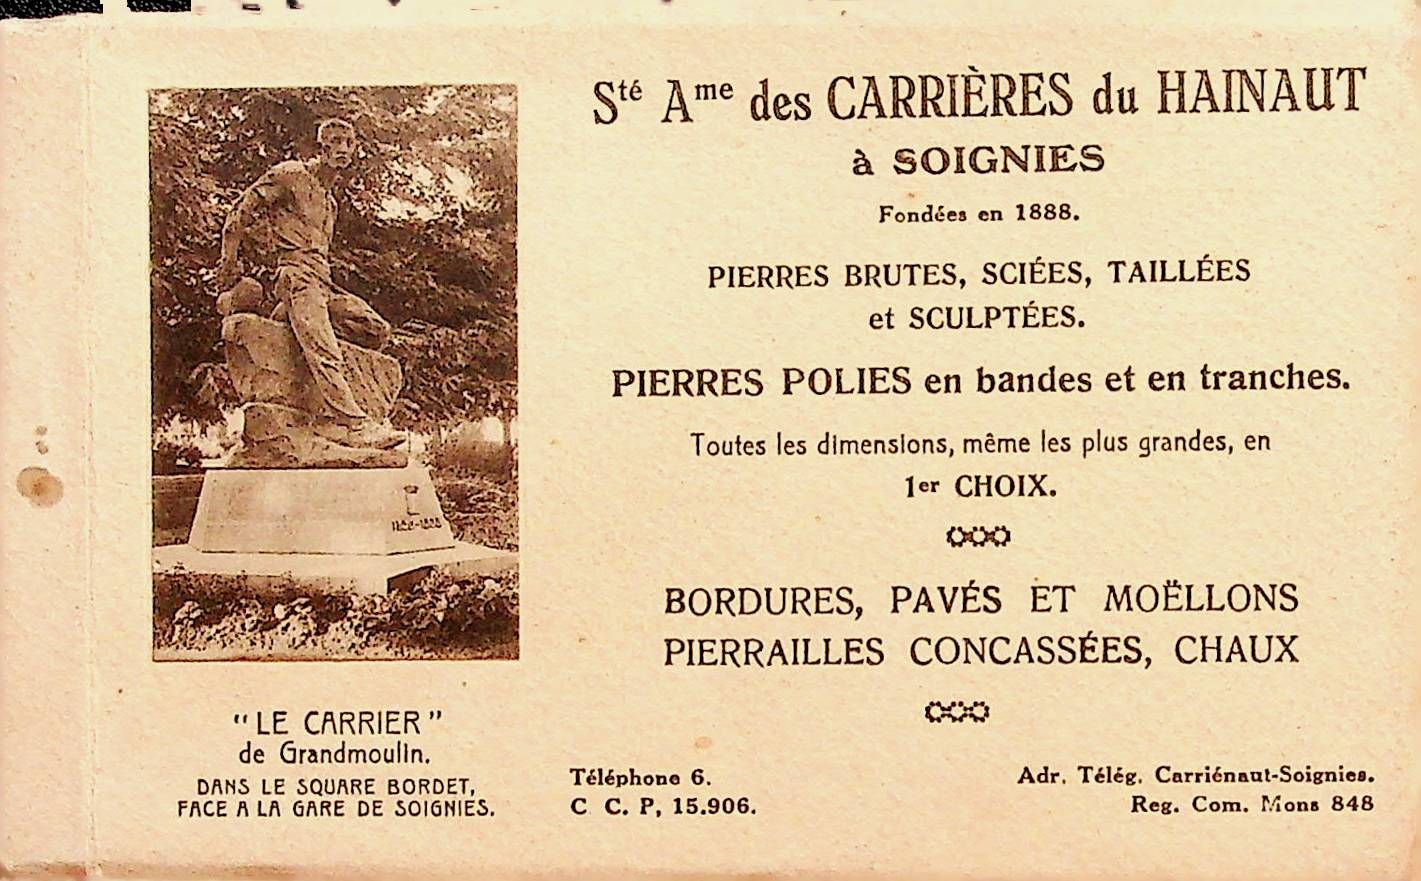 Sté Ame des CARRIÈRES du HAINAUT
à SOIGNIES
Fondées en 1888.
PIERRES BRUTES, SCIÉES, TAILLÉES
et SCULPTÉES.
PIERRES POLIES en bandes et en tranches.
Toutes les dimensions, même les plus grandes, en
1er CHOIX.
BORDURES, PAVÉS ET MOËLLONS
PIERRAILLES CONCASSÉES, CHAUX
"LE CARRIER"
de Grandmoulin.
DANS LE SQUARE BORDET,
FACE A LA GARE DE SOIGNIES.
Téléphone 6.
C C. P, 15.906.
Adr. Télég. Carriénaut-Soignies.
Reg. Com. Mons 848